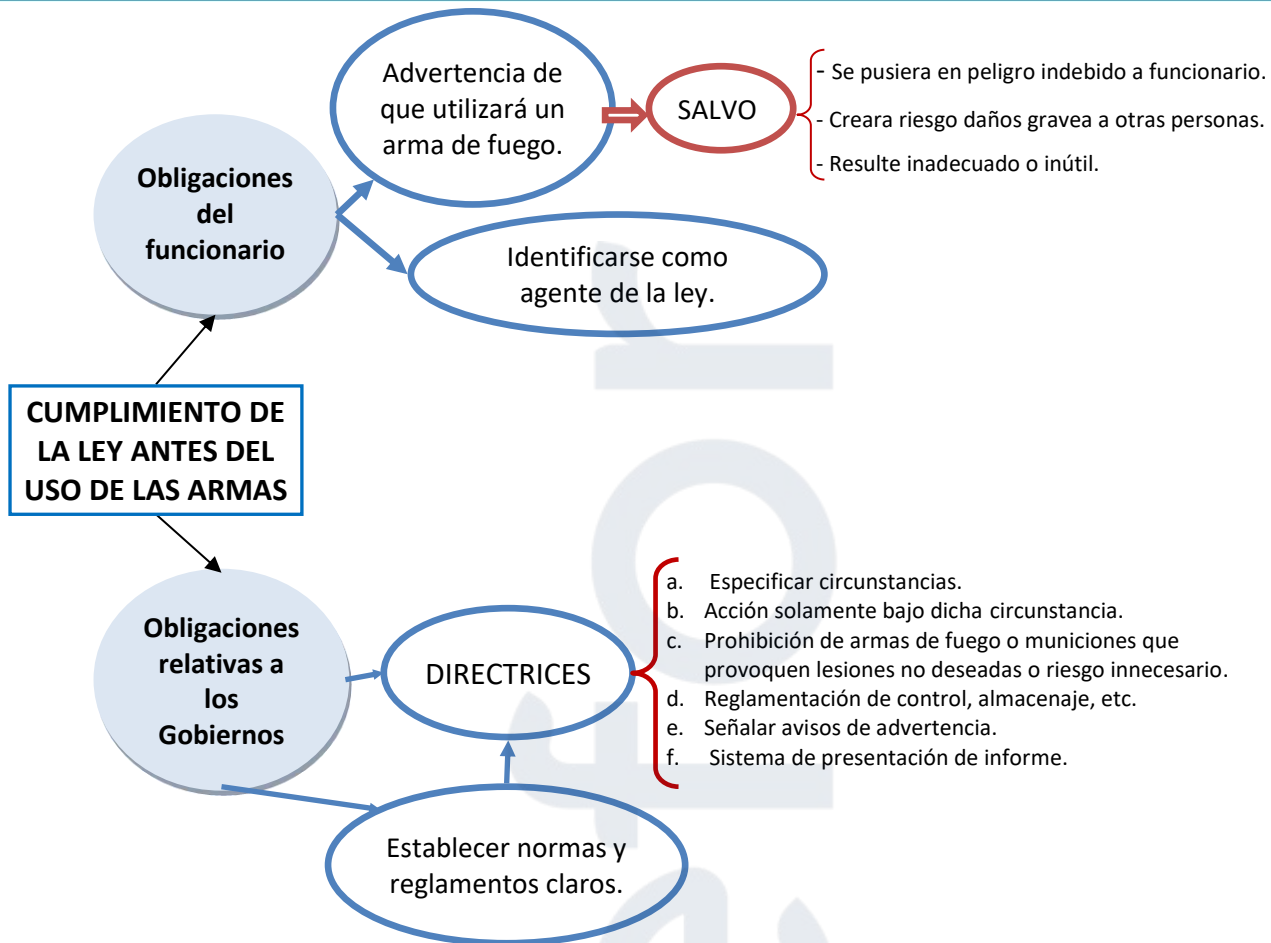 Advertencia de
que utilizará un
arma de fuego.
SALVO
- Se pusiera en peligro indebido a funcionario.
- Creara riesgo daños gravea a otras personas.
- Resulte inadecuado o inútil.
Obligaciones
del
funcionario
Identificarse como
agente de la ley.
CUMPLIMIENTO DE
LA LEY ANTES DEL
USO DE LAS ARMAS
Obligaciones
relativas a
los
Gobiernos
DIRECTRICES
a. Especificar circunstancias.
b. Acción solamente bajo dicha circunstancia.
c. Prohibición de armas de fuego o municiones que
provoquen lesiones no deseadas o riesgo innecesario.
d. Reglamentación de control, almacenaje, etc.
e. Señalar avisos de advertencia.
f. Sistema de presentación de informe.
Establecer normas y
reglamentos claros.